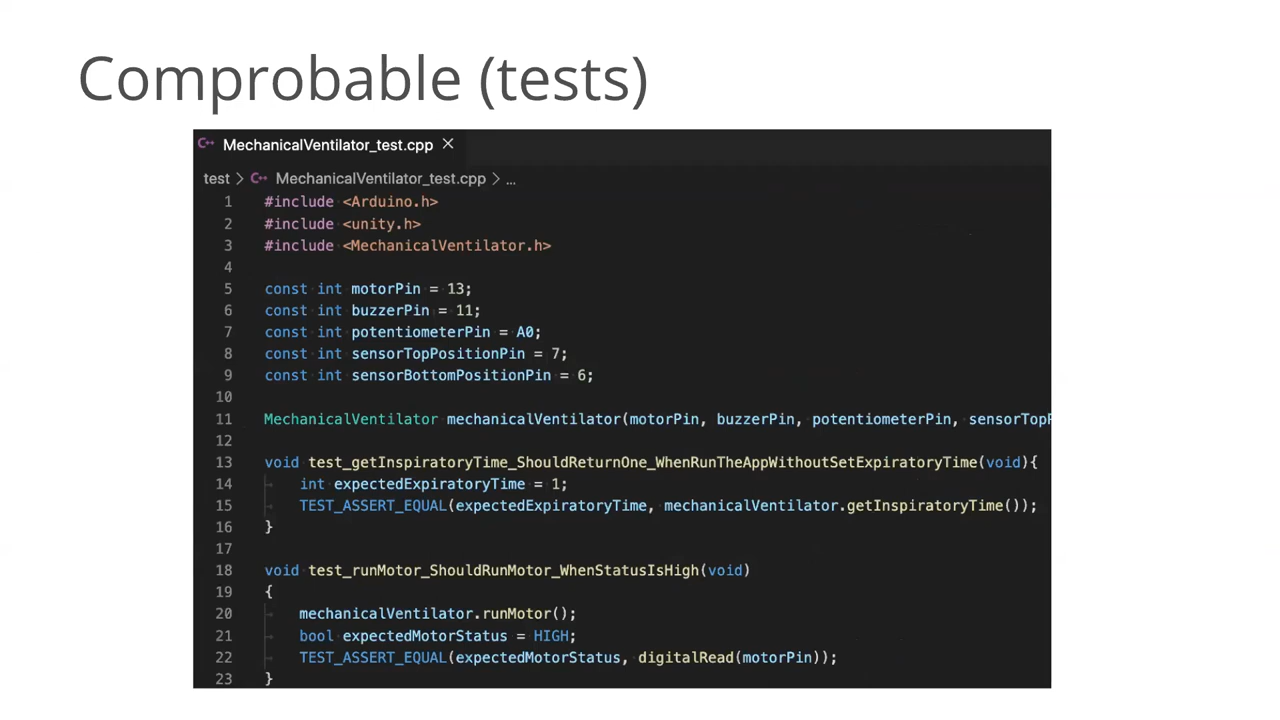 Comprobable (tests)
MechanicalVentilator_test.cpp
test > MechanicalVentilator_test.cpp > ...
1 #include <Arduino.h>
2 #include <unity.h>
3 #include <MechanicalVentilator.h>
4
5 const int motorPin = 13;
6 const int buzzerPin = 11;
7 const int potentiometerPin = A0;
8 const int sensorTopPositionPin = 7;
9 const int sensorBottomPositionPin = 6;
10
11 MechanicalVentilator mechanicalVentilator(motorPin, buzzerPin, potentiometerPin, sensorTopP
12
13 void test_getInspiratoryTime_ShouldReturnOne_WhenRunTheAppWithoutSetExpiratoryTime(void){
14 int expectedExpiratoryTime = 1;
15 TEST_ASSERT_EQUAL(expectedExpiratoryTime, mechanicalVentilator.getInspiratoryTime());
16 }
17
18 void test_runMotor_ShouldRunMotor_WhenStatusIsHigh(void)
19 {
20 mechanicalVentilator.runMotor();
21 bool expectedMotorStatus = HIGH;
22 TEST_ASSERT_EQUAL(expectedMotorStatus, digitalRead(motorPin));
23 }